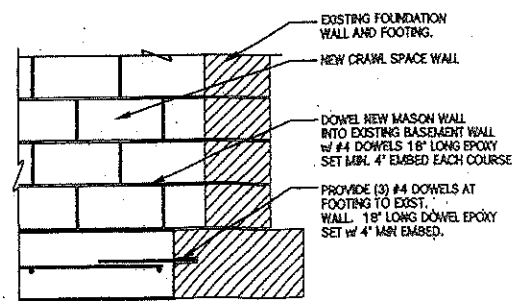 EXISTING FOUNDATION
WALL AND FOOTING.
NEW CRAWL SPACE WALL
DOWEL NEW MASON WALL
INTO EXISTING BASEMENT WALL
w/ #4 DOWELS 18" LONG EPOXY
SET MIN. 4" EMBED EACH COURSE
PROVIDE (3) #4 DOWELS AT
FOOTING TO EXIST.
WALL. 18" LONG DOWEL EPOXY
SET w/ 4" MIN EMBED.